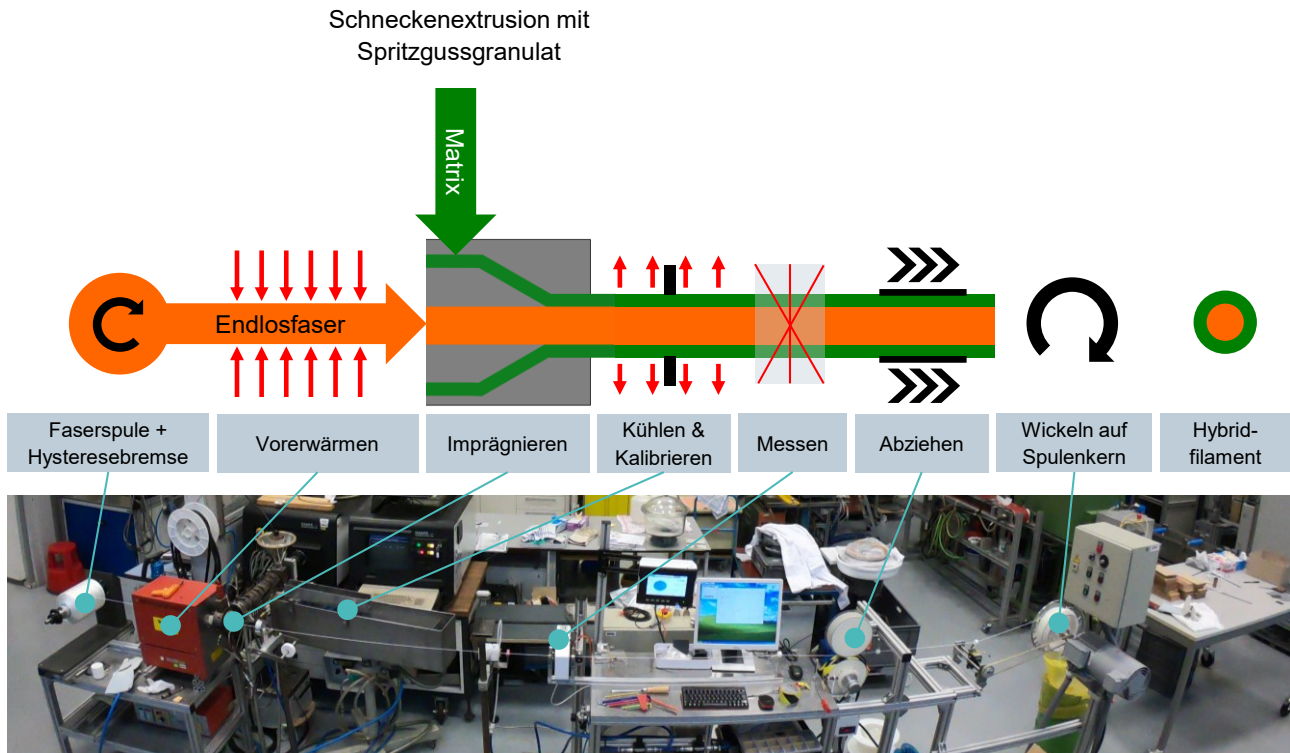 Schneckenextrusion mit
Spritzgussgranulat
Matrix
Endlosfaser
Faserspule +
Hysteresebremse
Vorerwärmen
Imprägnieren
Kühlen &
Kalibrieren
Messen
Abziehen
Wickeln auf
Spulenkern
Hybrid-
filament